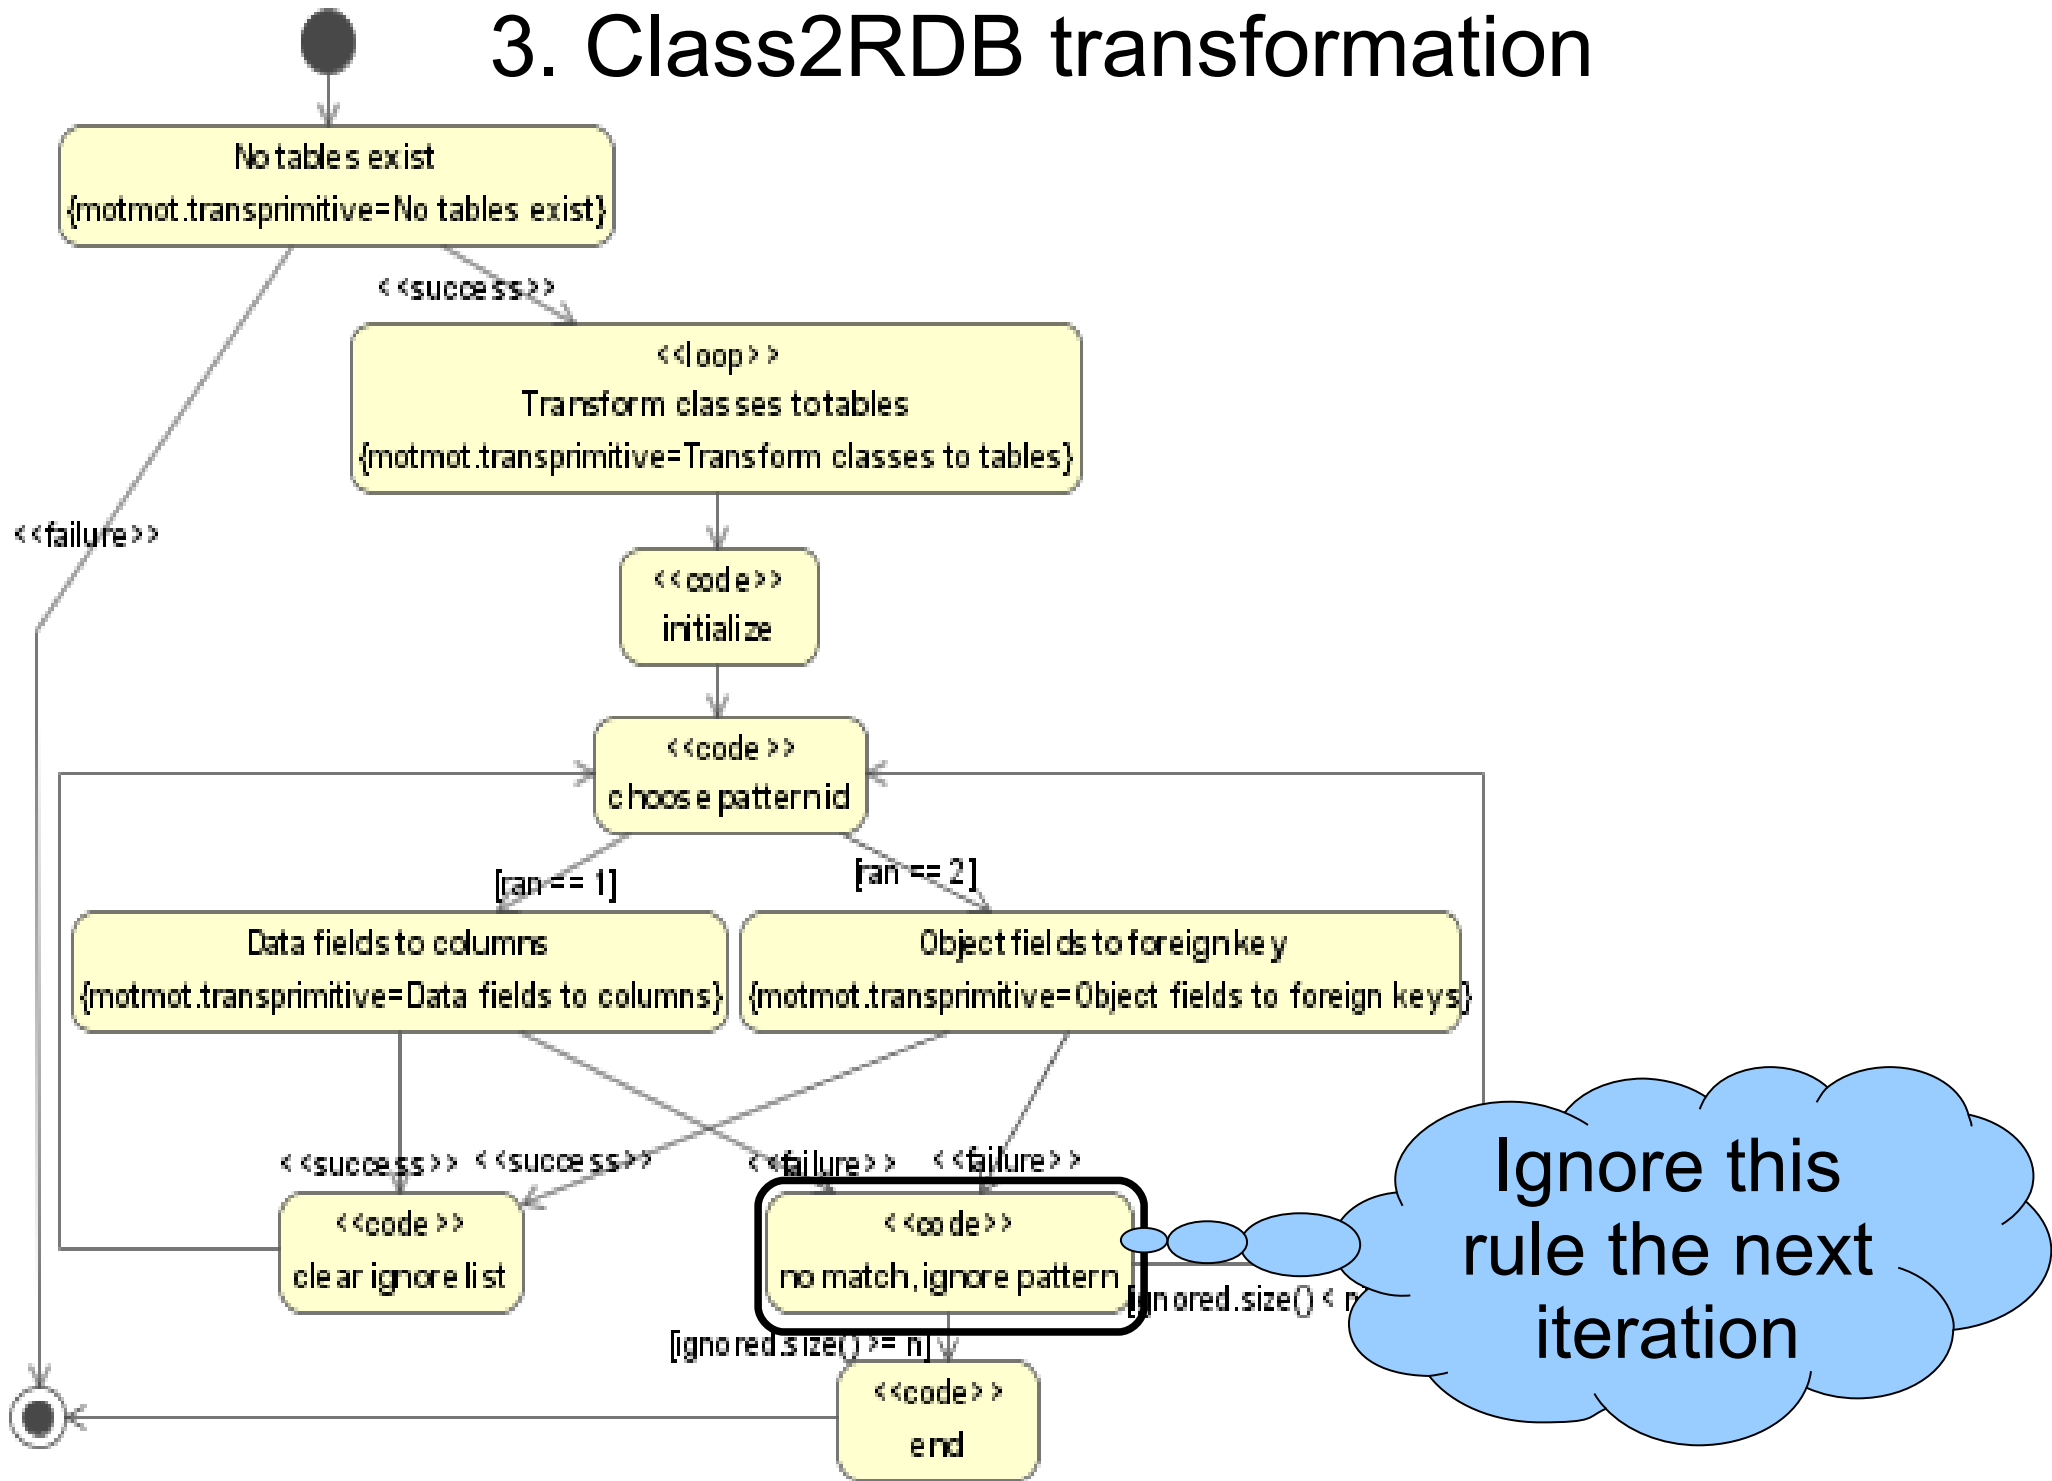 3. Class2RDB transformation
No tables exist
{motmot.transprimitive=No tables exist}
<<success>>
<<loop>>
Transform classes to tables
{motmot.transprimitive=Transform classes to tables}
<<failure>>
<<code>>
initialize
<<code>>
choose pattern id
[ran == 1]
[ran == 2]
Data fields to columns
{motmot.transprimitive=Data fields to columns}
Object fields to foreign key
{motmot.transprimitive=Object fields to foreign keys}
<<success>> <<success>> <<failure>> <<failure>>
<<code>>
clear ignore list
<<code>>
no match, ignore pattern
[ignored.size() < n
[ignored.size() >= n]
<<code>>
end
Ignore this
rule the next
iteration